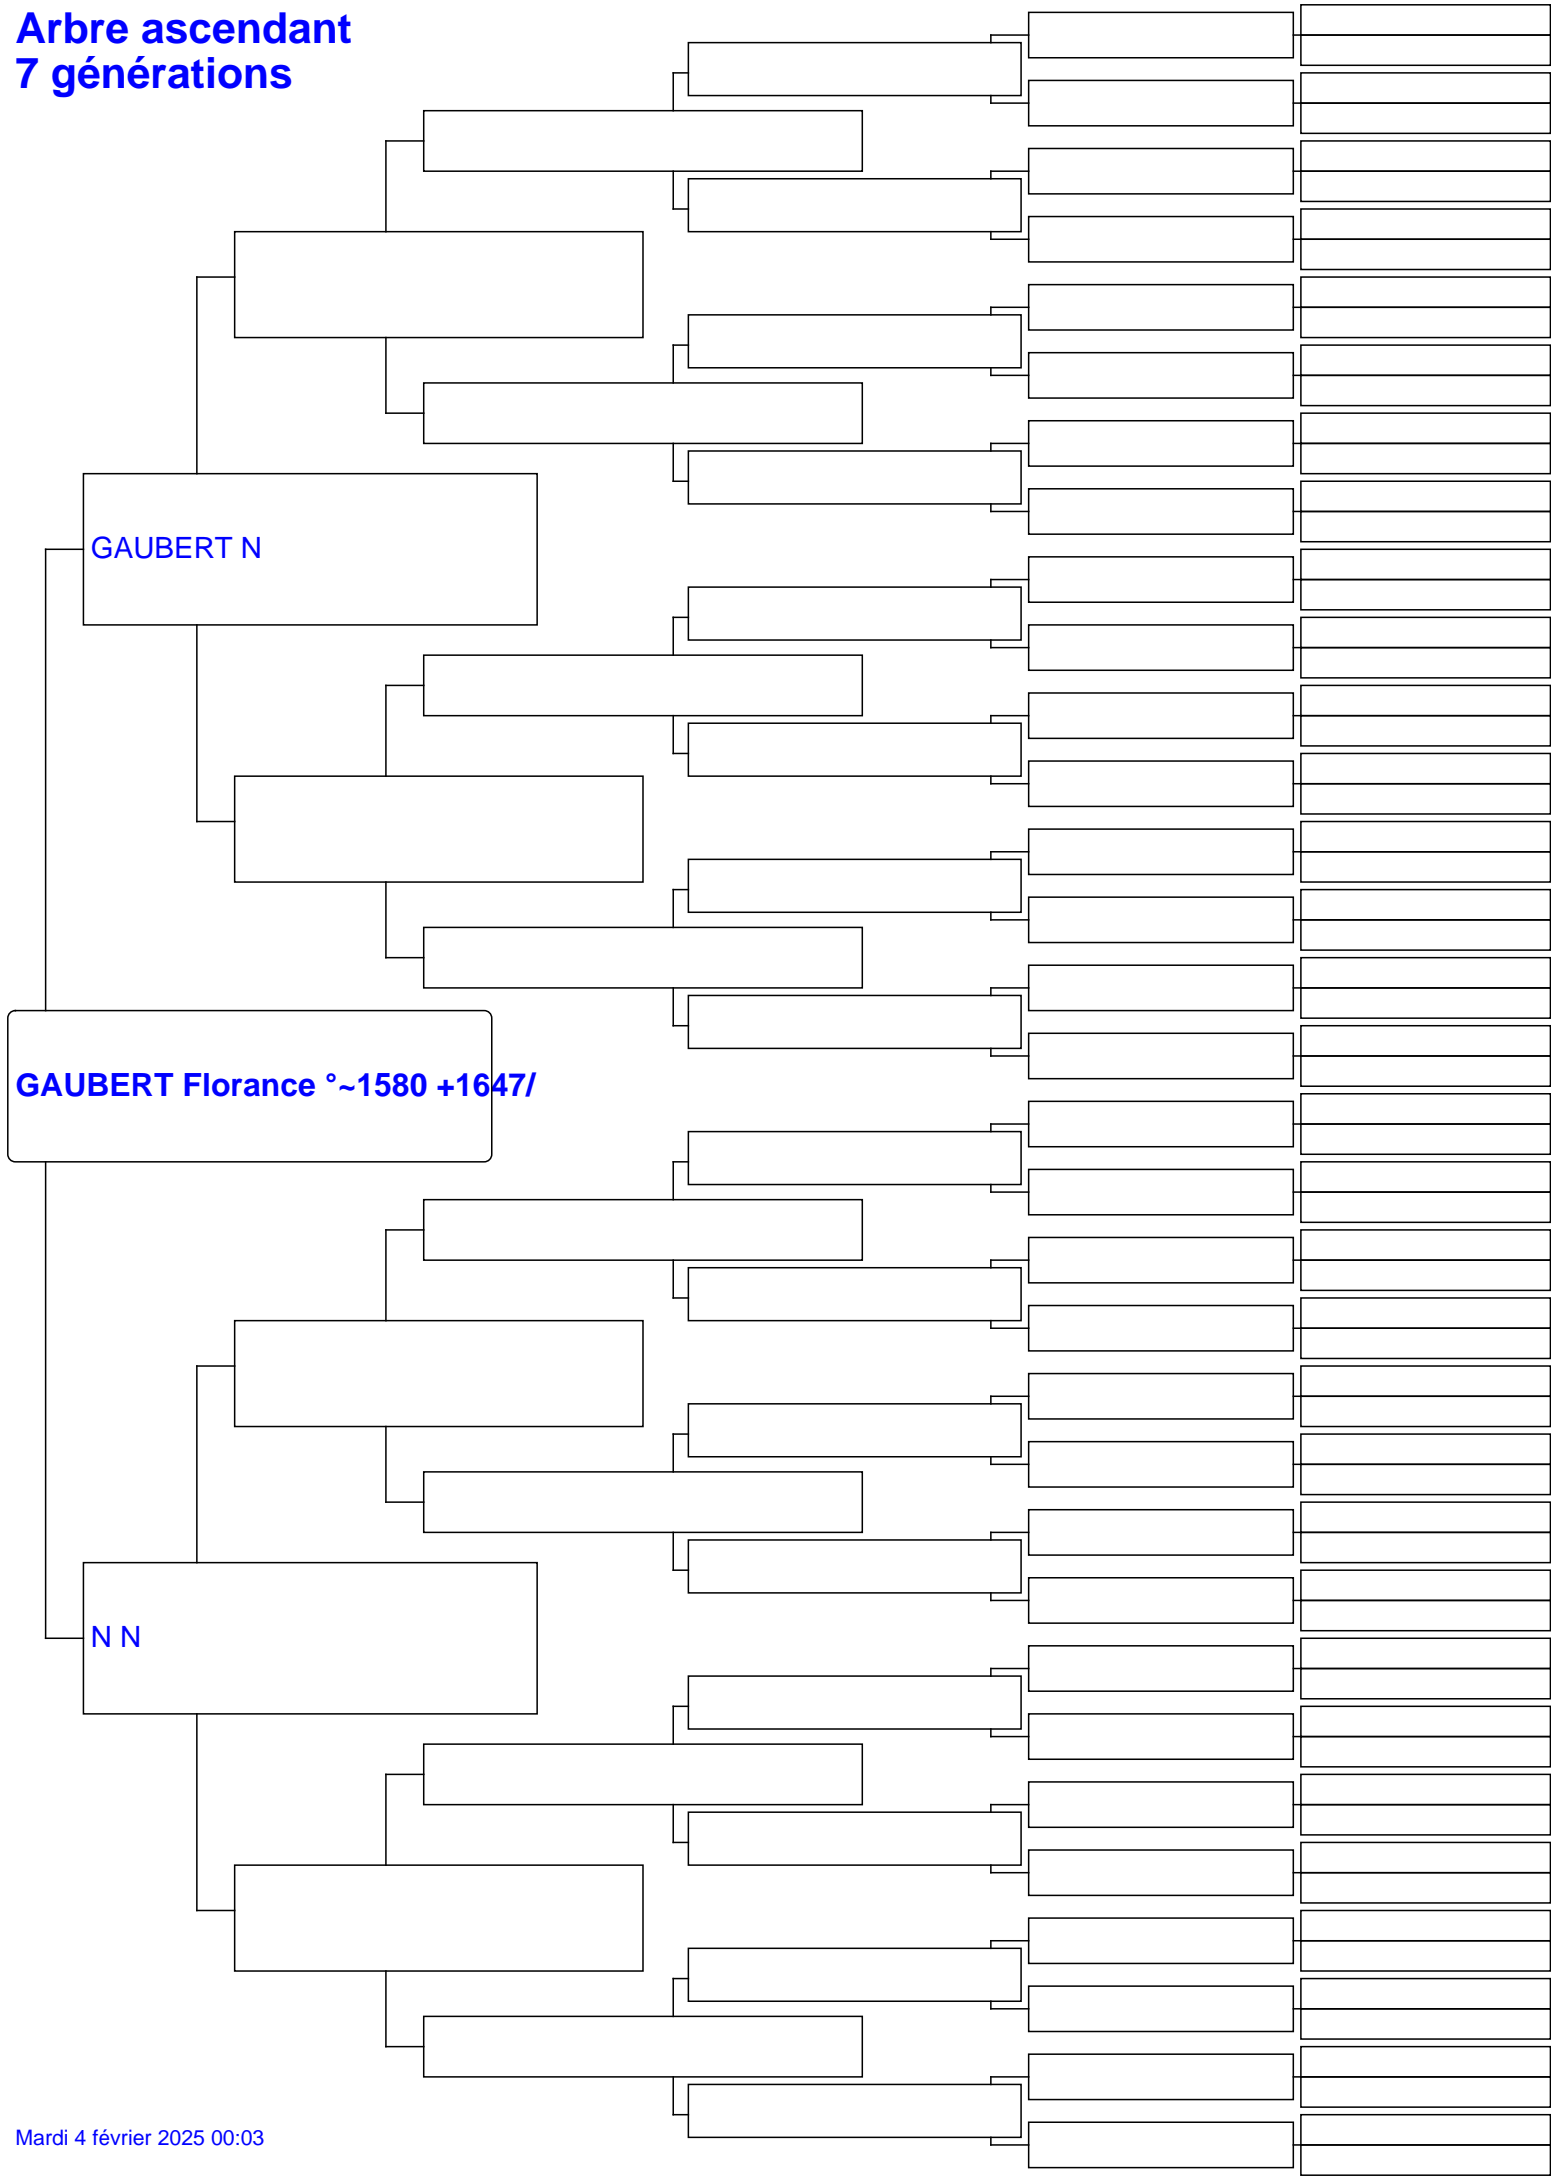 Arbre ascendant
7 générations
GAUBERT N
GAUBERT Florance °~1580 +1647/
N N
Mardi 4 février 2025 00:03